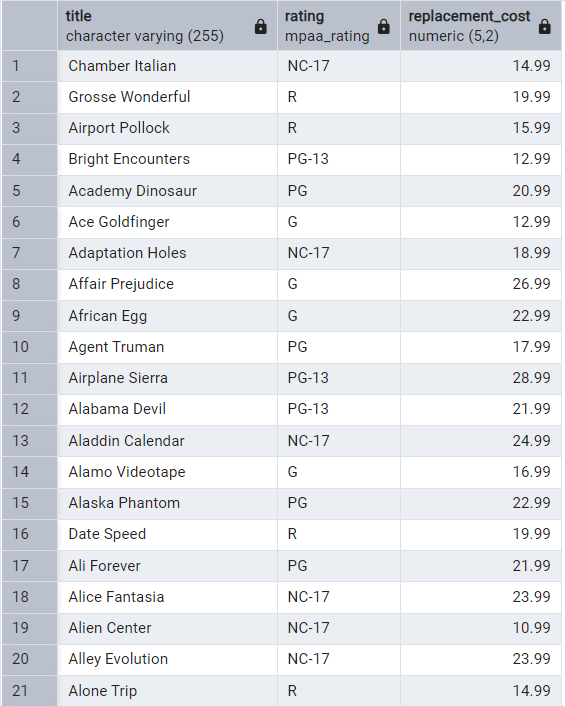 title rating replacement_cost
character varying (255) mpaa_rating numeric (5,2)
1 Chamber Italian NC-17 14.99
2 Grosse Wonderful R 19.99
3 Airport Pollock R 15.99
4 Bright Encounters PG-13 12.99
5 Academy Dinosaur PG 20.99
6 Ace Goldfinger G 12.99
7 Adaptation Holes NC-17 18.99
8 Affair Prejudice G 26.99
9 African Egg G 22.99
10 Agent Truman PG 17.99
11 Airplane Sierra PG-13 28.99
12 Alabama Devil PG-13 21.99
13 Aladdin Calendar NC-17 24.99
14 Alamo Videotape G 16.99
15 Alaska Phantom PG 22.99
16 Date Speed R 19.99
17 Ali Forever PG 21.99
18 Alice Fantasia NC-17 23.99
19 Alien Center NC-17 10.99
20 Alley Evolution NC-17 23.99
21 Alone Trip R 14.99